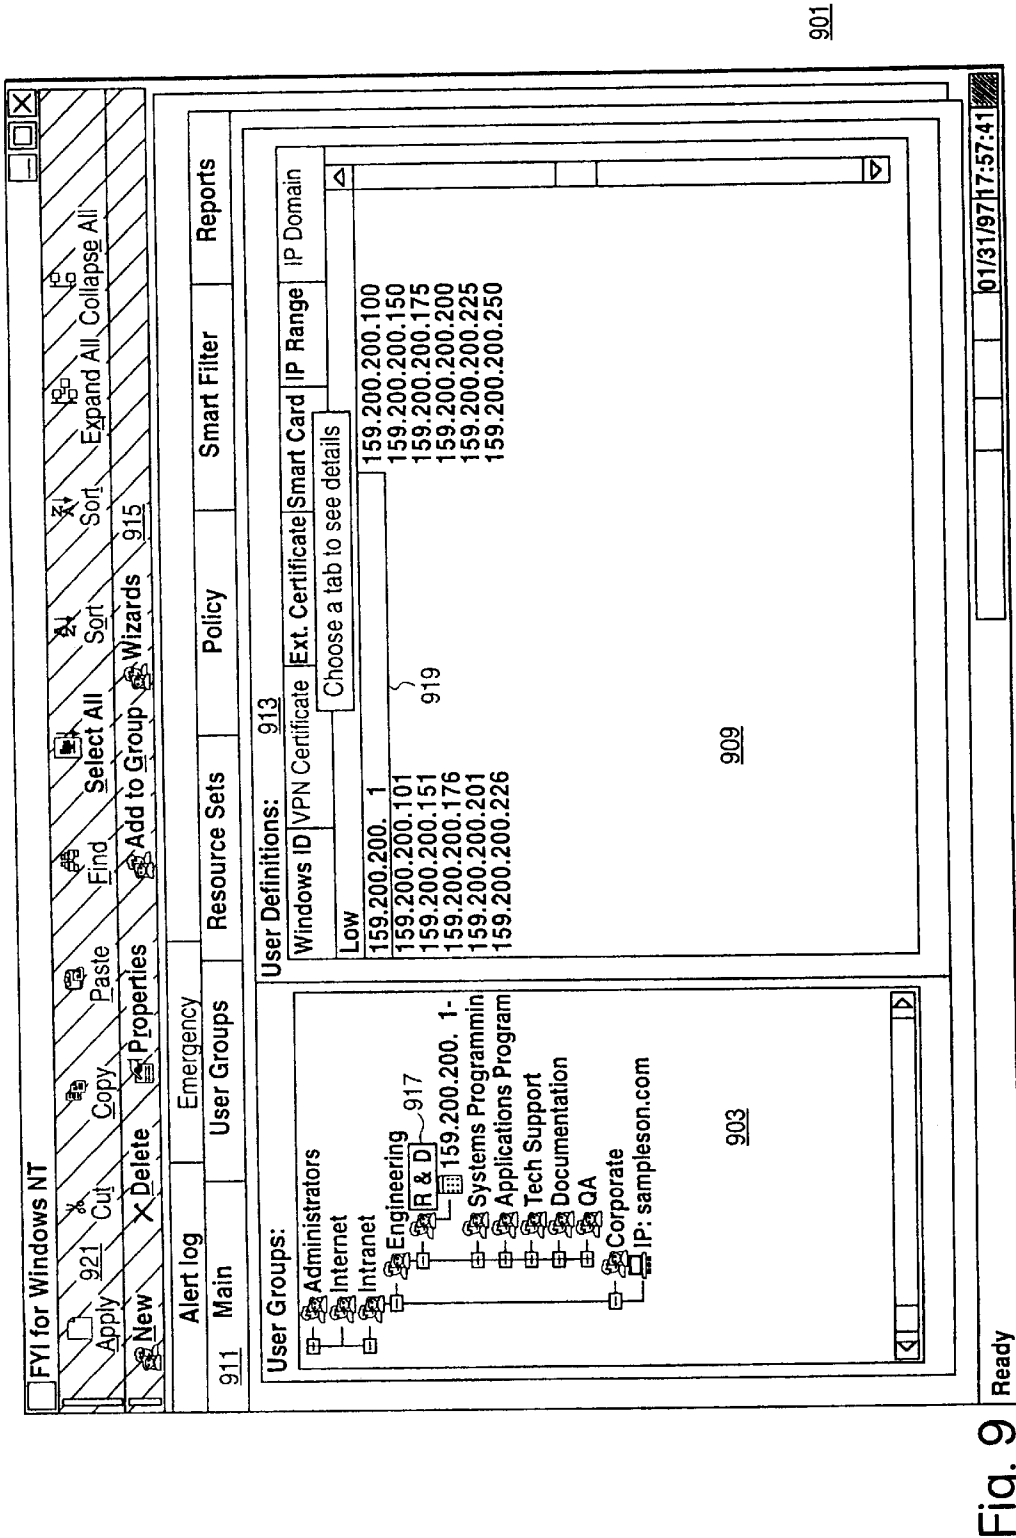 901
FYI for Windows NT
Apply 921 Cut Copy Paste Find Select All Sort Sort Expand All Collapse All
New Delete Properties Add to Group Wizards 915
Alert log Emergency
911 Main User Groups Resource Sets Policy Smart Filter Reports
User Groups:
Administrators
Internet
Intranet
Engineering
R & D 917
159.200.200. 1-
Systems Programmin
Applications Program
Tech Support
Documentation
QA
Corporate
IP: sampleson.com
903
User Definitions: 913
Windows ID VPN Certificate Ext. Certificate Smart Card IP Range IP Domain
Choose a tab to see details
Low
159.200.200. 1 159.200.200.100
159.200.200.101 159.200.200.150
159.200.200.151 159.200.200.175
159.200.200.176 159.200.200.200
159.200.200.201 159.200.200.225
159.200.200.226 159.200.200.250
919
909
Ready 01/31/97 17:57:41
Fig. 9